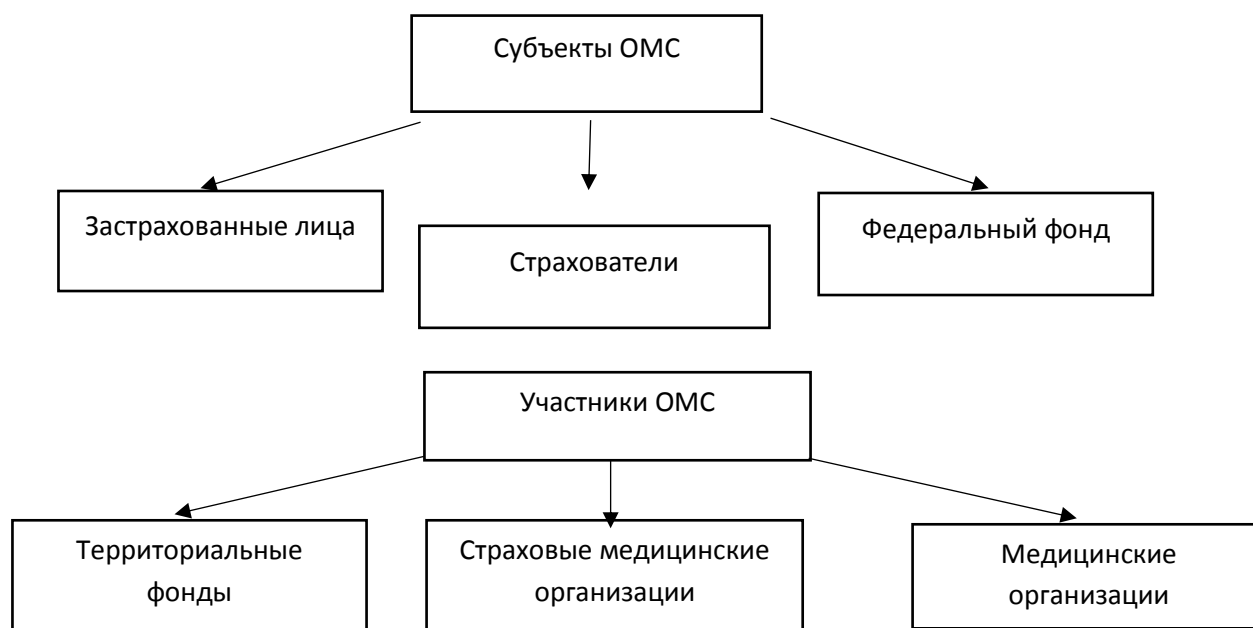 Субъекты ОМС
Застрахованные лица
Страхователи
Федеральный фонд
Участники ОМС
Территориальные
фонды
Страховые медицинские
организации
Медицинские
организации